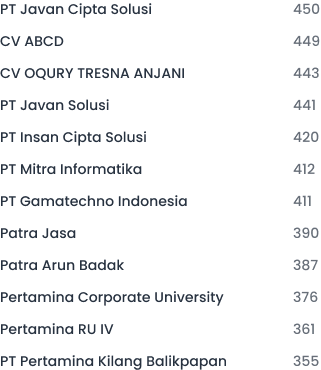 PT Javan Cipta Solusi 450
CV ABCD 449
CV OQURY TRESNA ANJANI 443
PT Javan Solusi 441
PT Insan Cipta Solusi 420
PT Mitra Informatika 412
PT Gamatechno Indonesia 411
Patra Jasa 390
Patra Arun Badak 387
Pertamina Corporate University 376
Pertamina RU IV 361
PT Pertamina Kilang Balikpapan 355